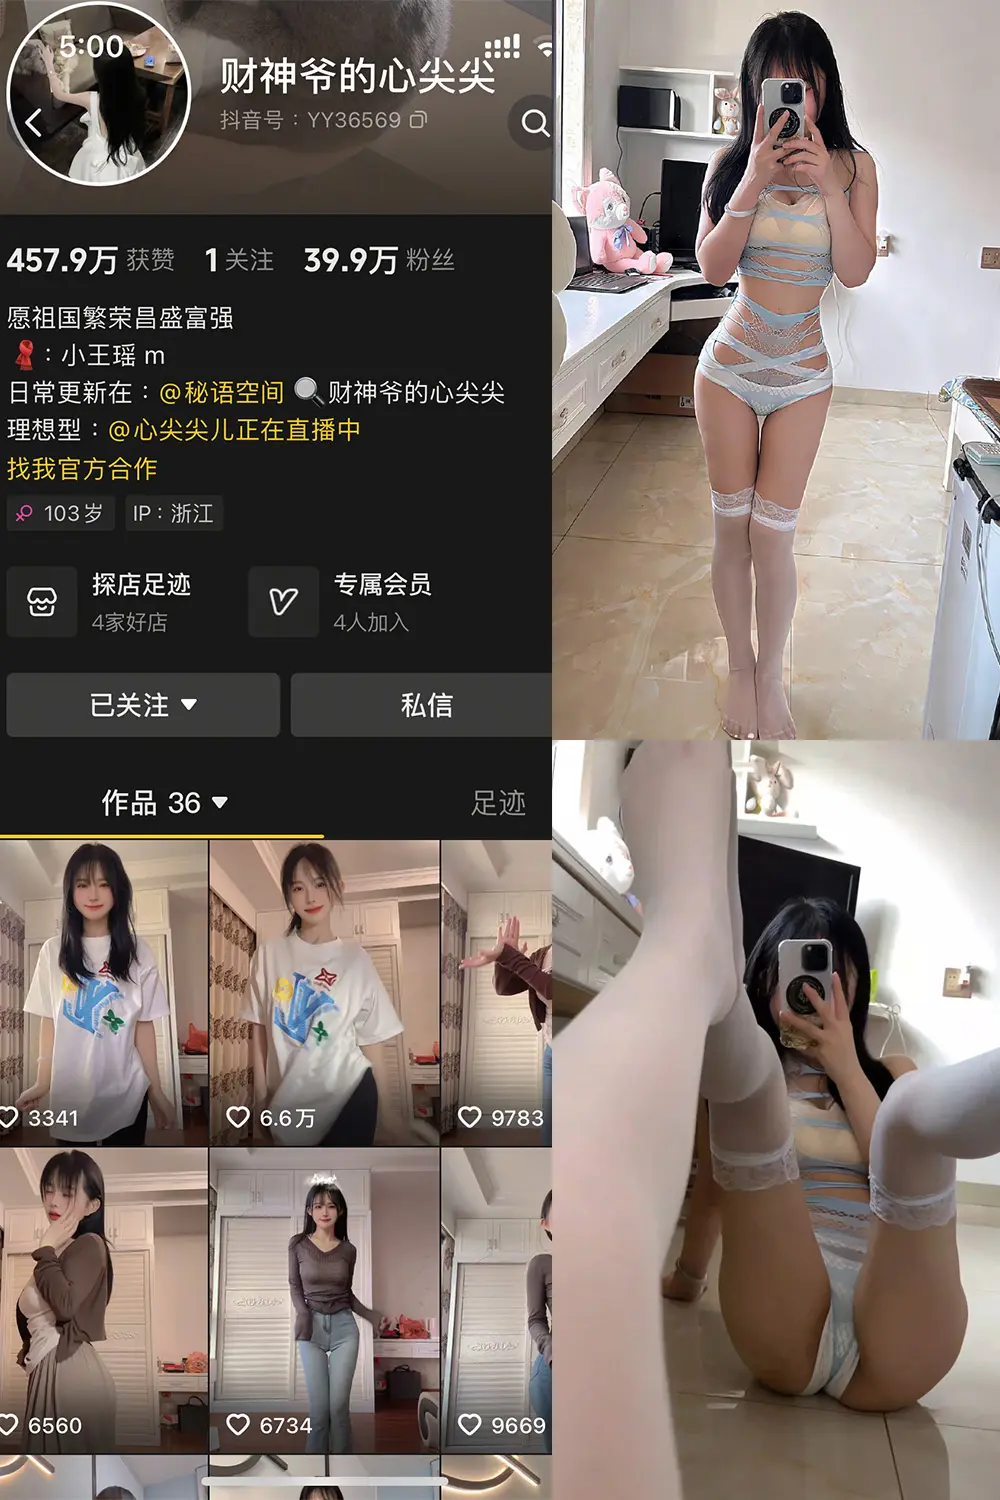 5:00
财神爷的心尖尖
抖音号：YY36569
457.9万 获赞 1 关注 39.9万 粉丝
愿祖国繁荣昌盛富强
：小王瑶 m
日常更新在：@秘语空间 🔍财神爷的心尖尖
理想型：@心尖尖儿正在直播中
找我官方合作
103岁 IP：浙江
探店足迹 专属会员
4家好店 4人加入
已关注 私信
作品 36 足迹
3341 6.6万 9783
6560 6734 9669